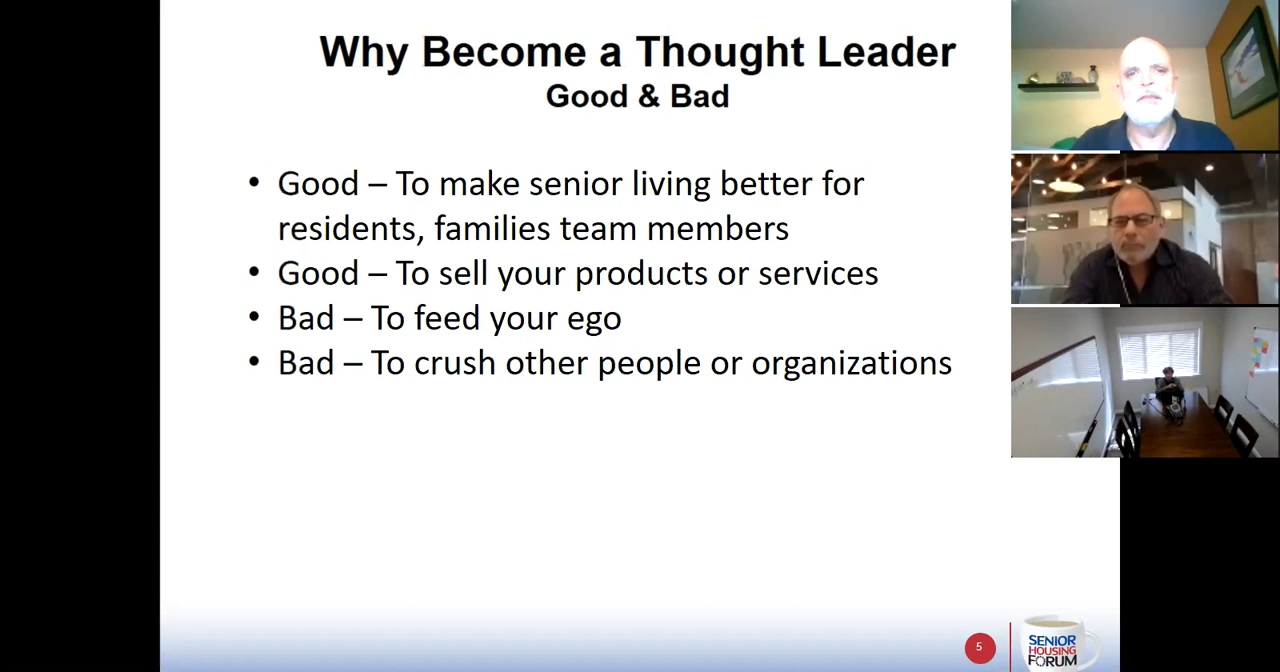 Why Become a Thought Leader
Good & Bad
• Good – To make senior living better for
residents, families team members
• Good – To sell your products or services
• Bad – To feed your ego
• Bad – To crush other people or organizations
5
SENIOR
HOUSING
FORUM